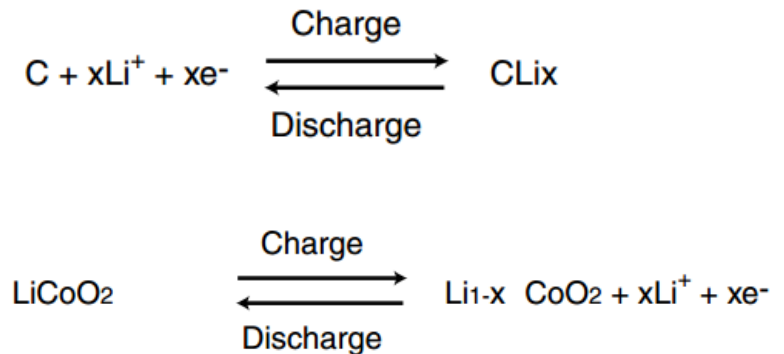 Charge
C + xLi⁺ + xe⁻ CLix
Discharge
Charge
LiCoO₂ Li₁₋x CoO₂ + xLi⁺ + xe⁻
Discharge